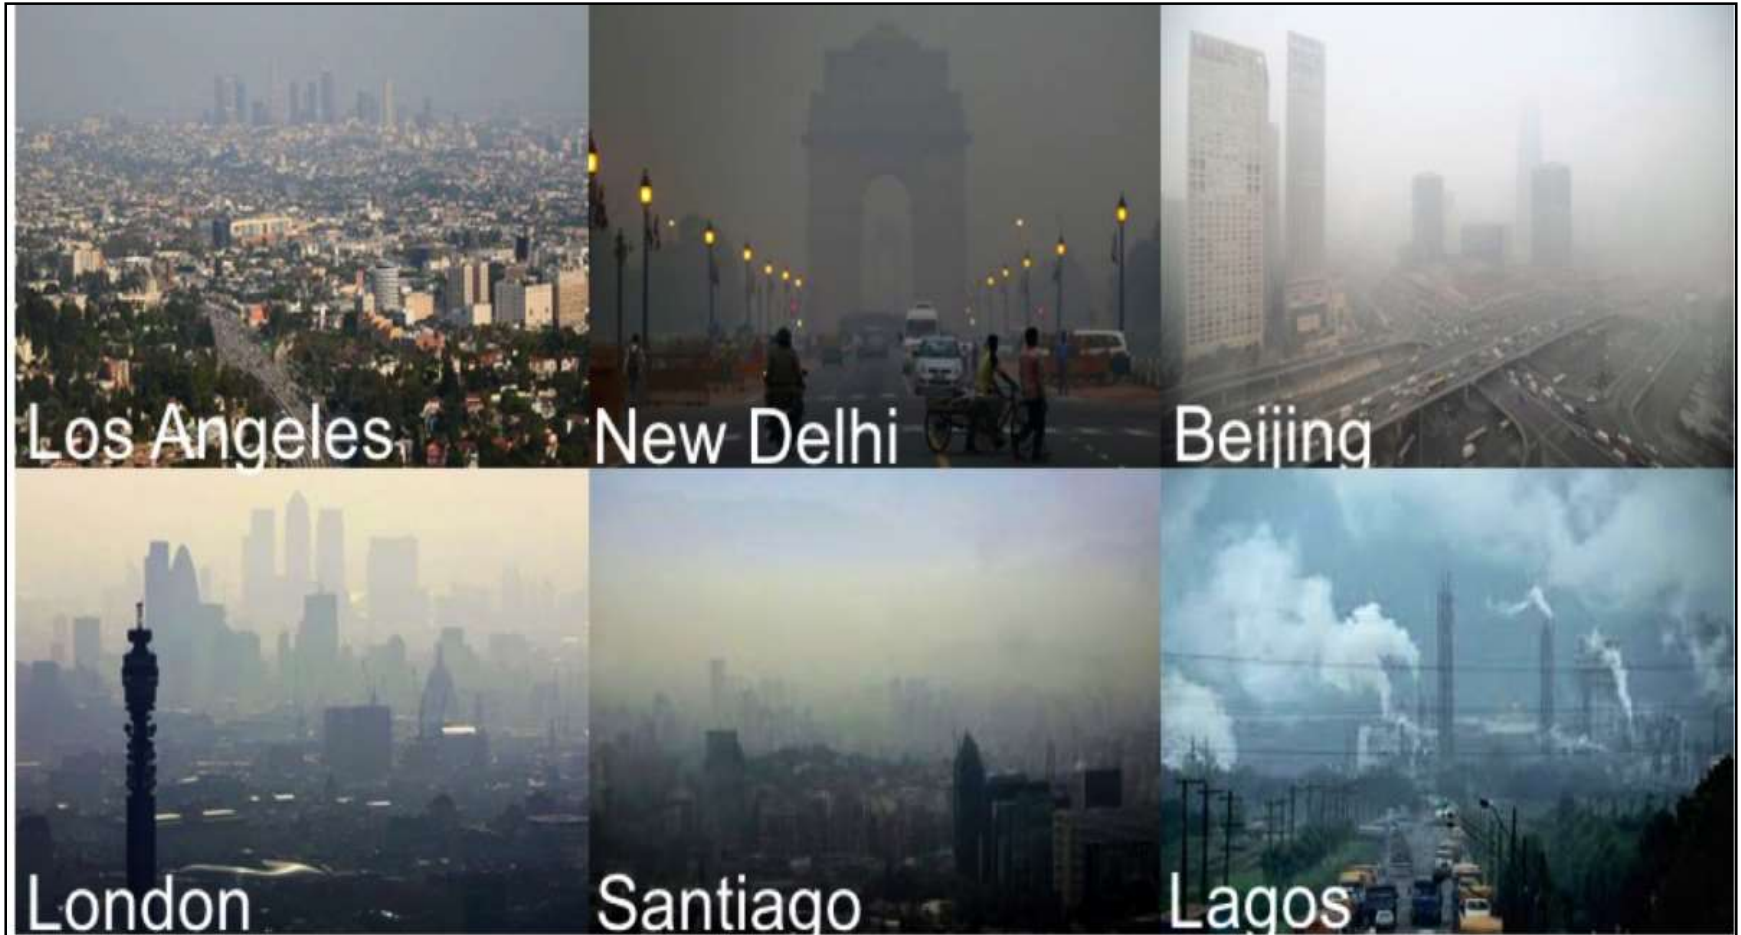 Los Angeles
New Delhi
Beijing
London
Santiago
Lagos